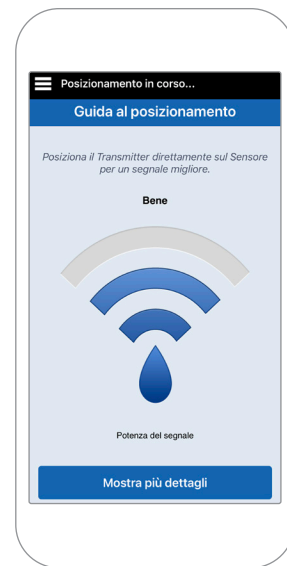 Posizionamento in corso...
Guida al posizionamento
Posiziona il Transmitter direttamente sul Sensore
per un segnale migliore.
Bene
Potenza del segnale
Mostra più dettagli